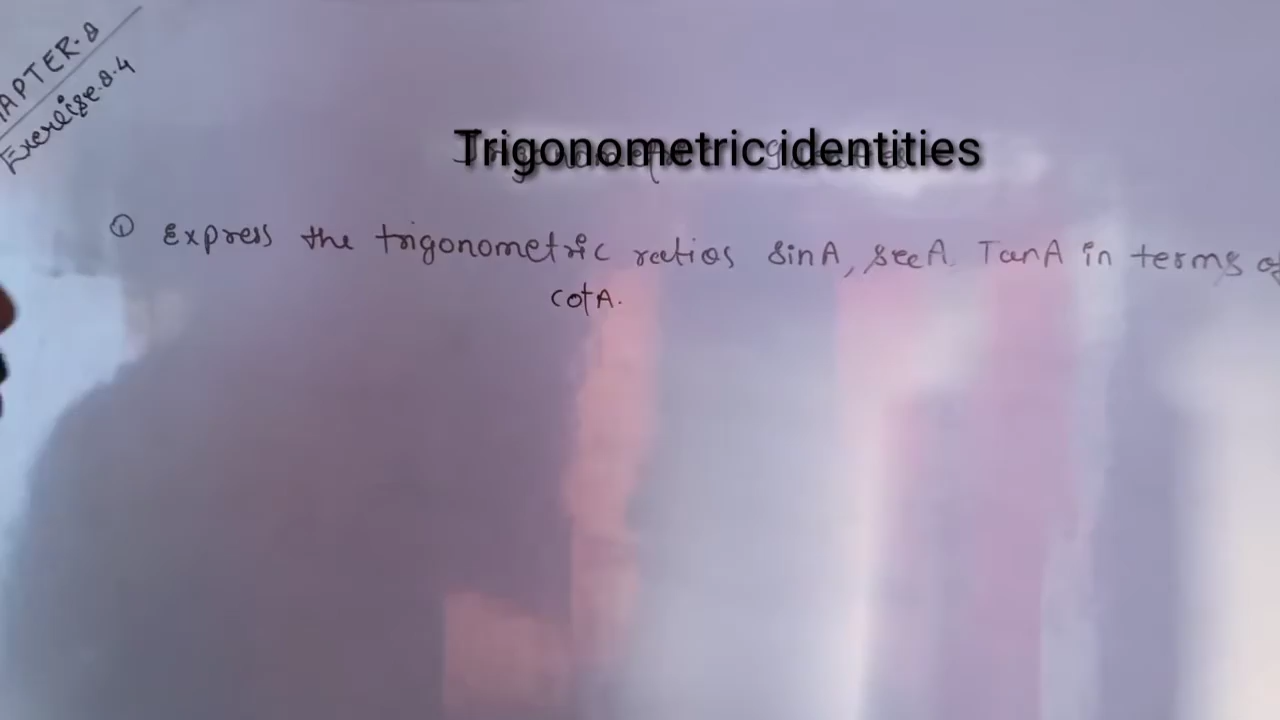 APTER-8
Exercise-8.4
Trigonometric identities
① Express the trigonometric ratios SinA, SecA. TanA in terms of
cotA.